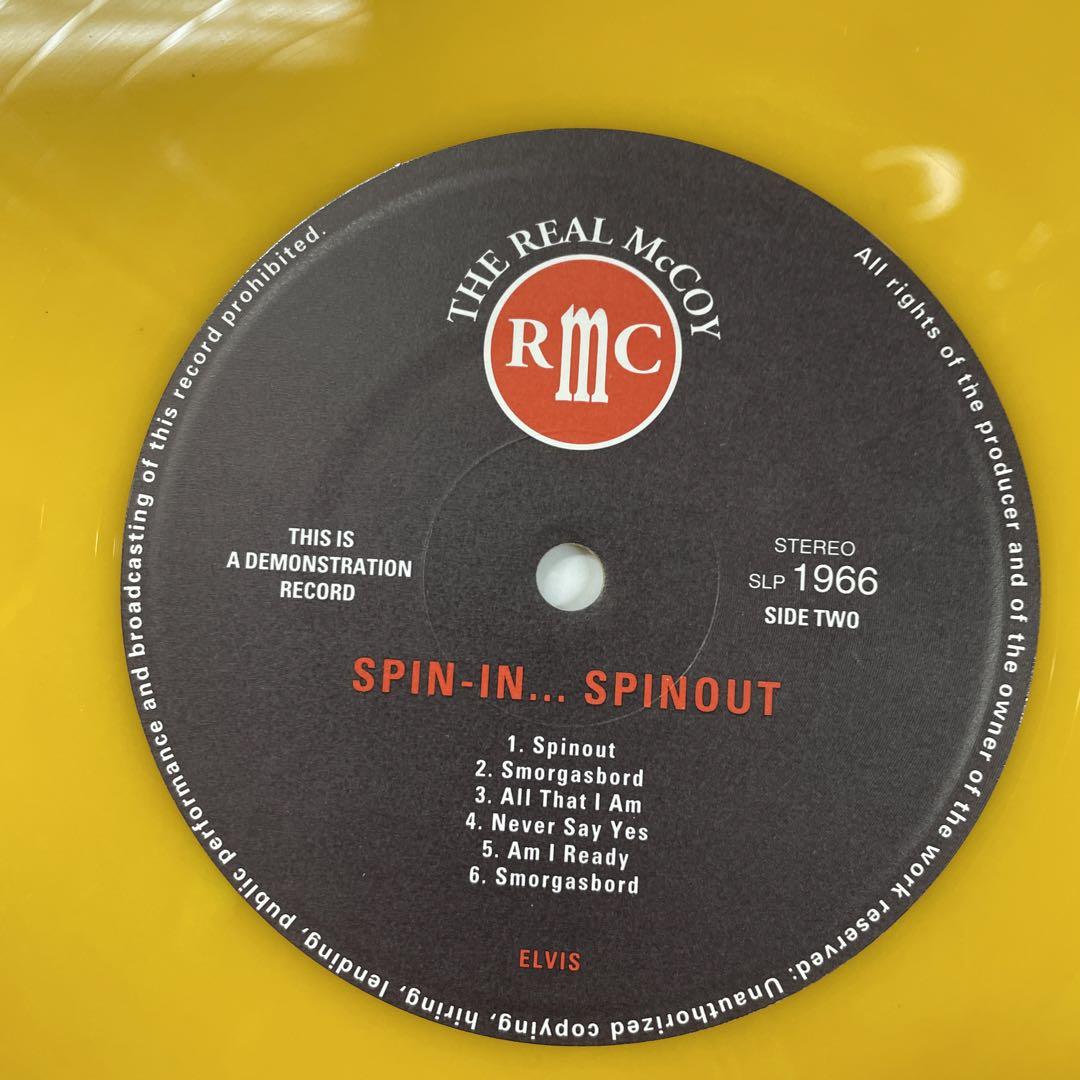 THE REAL McCOY
RMC
THIS IS
A DEMONSTRATION
RECORD
STEREO
SLP 1966
SIDE TWO
SPIN-IN... SPINOUT
1. Spinout
2. Smorgasbord
3. All That I Am
4. Never Say Yes
5. Am I Ready
6. Smorgasbord
ELVIS
All rights of the producer and of the owner of the work reserved: Unauthorized copying, hiring, lending, public performance and broadcasting of this record prohibited.